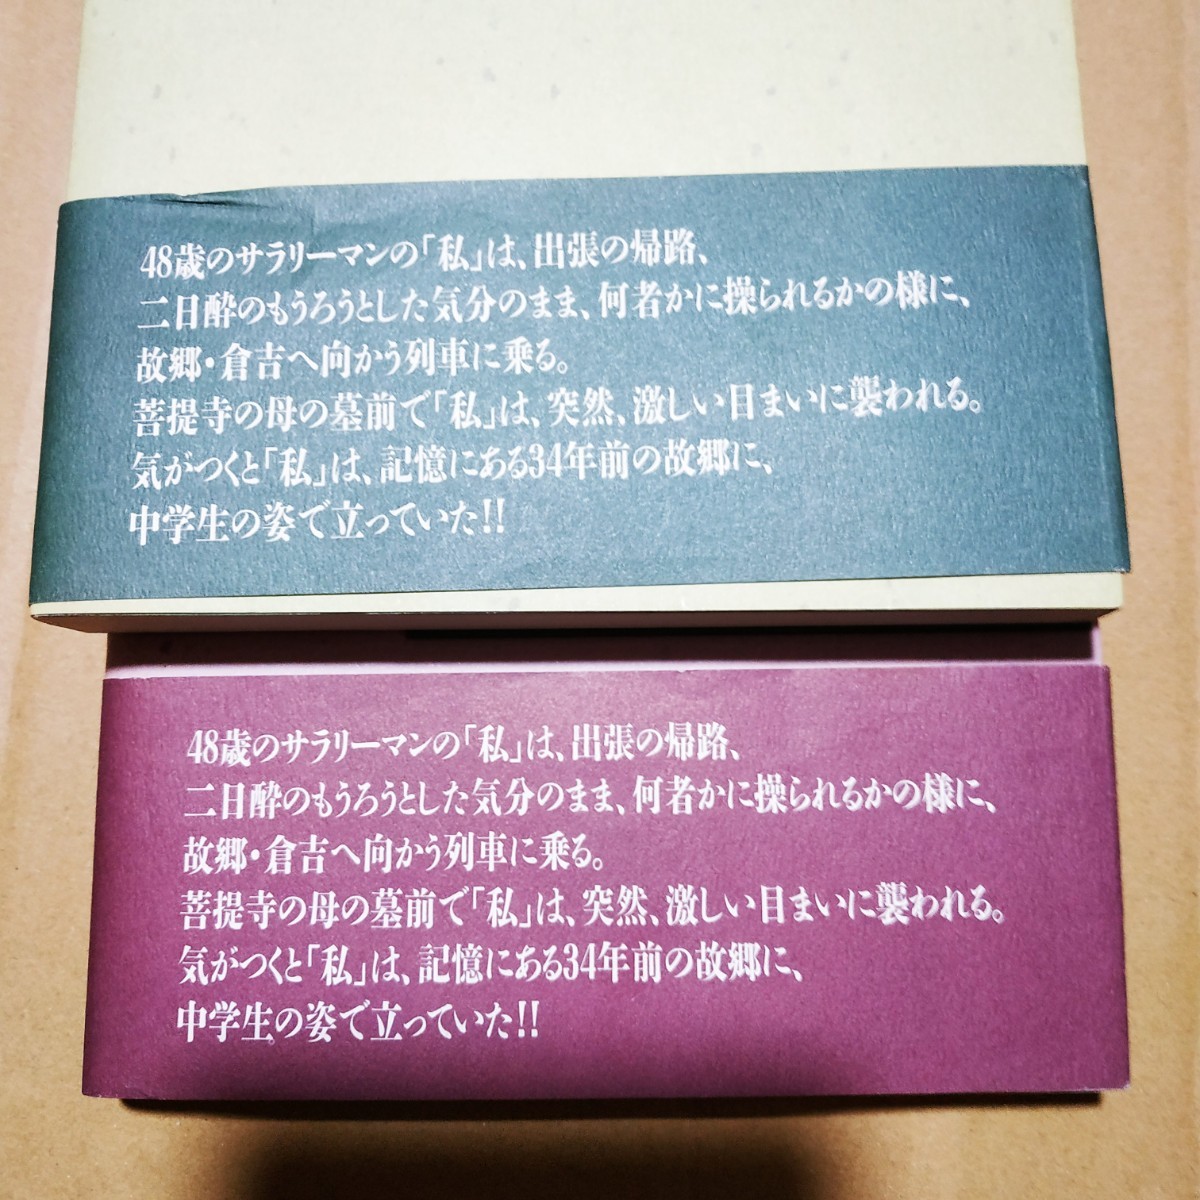 48歳のサラリーマンの「私」は、出張の帰路、
二日酔のもうろうとした気分のまま、何者かに操られるかの様に、
故郷・倉吉へ向かう列車に乗る。
菩提寺の母の墓前で「私」は、突然、激しい目まいに襲われる。
気がつくと「私」は、記憶にある34年前の故郷に、
中学生の姿で立っていた!!
48歳のサラリーマンの「私」は、出張の帰路、
二日酔のもうろうとした気分のまま、何者かに操られるかの様に、
故郷・倉吉へ向かう列車に乗る。
菩提寺の母の墓前で「私」は、突然、激しい目まいに襲われる。
気がつくと「私」は、記憶にある34年前の故郷に、
中学生の姿で立っていた!!